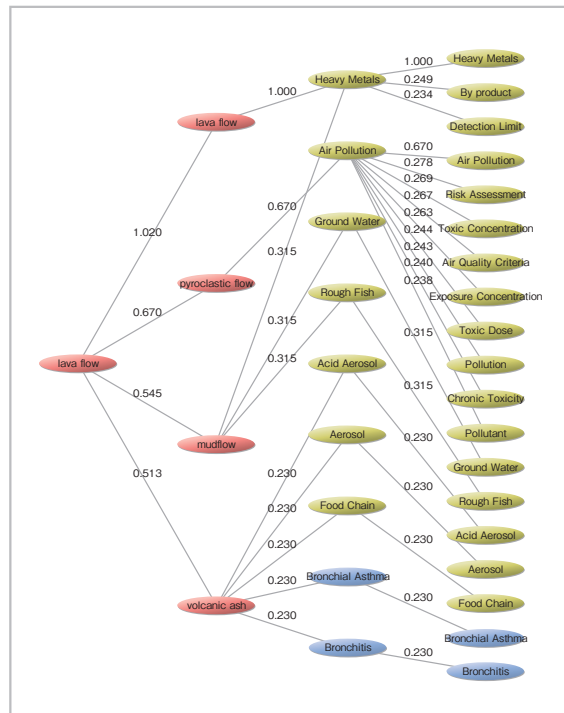 Heavy Metals
1.000
Heavy Metals
0.249
1.000
0.234
By product
lava flow
Detection Limit
Air Pollution
0.670
Air Pollution
0.278
0.269
Risk Assessment
0.670
0.267
Ground Water
0.263
Toxic Concentration
1.020
0.244
0.315
0.243
Air Quality Criteria
0.240
pyroclastic flow
0.238
Rough Fish
Exposure Concentration
0.670
0.315
Toxic Dose
0.315
lava flow
Acid Aerosol
Pollution
0.545
0.315
Chronic Toxicity
Aerosol
Pollutant
mudflow
0.230
Ground Water
0.513
0.230
0.230
Rough Fish
Food Chain
0.230
Acid Aerosol
0.230
0.230
Aerosol
Bronchial Asthma
0.230
0.230
Food Chain
volcanic ash
0.230
Bronchial Asthma
Bronchitis
0.230
Bronchitis